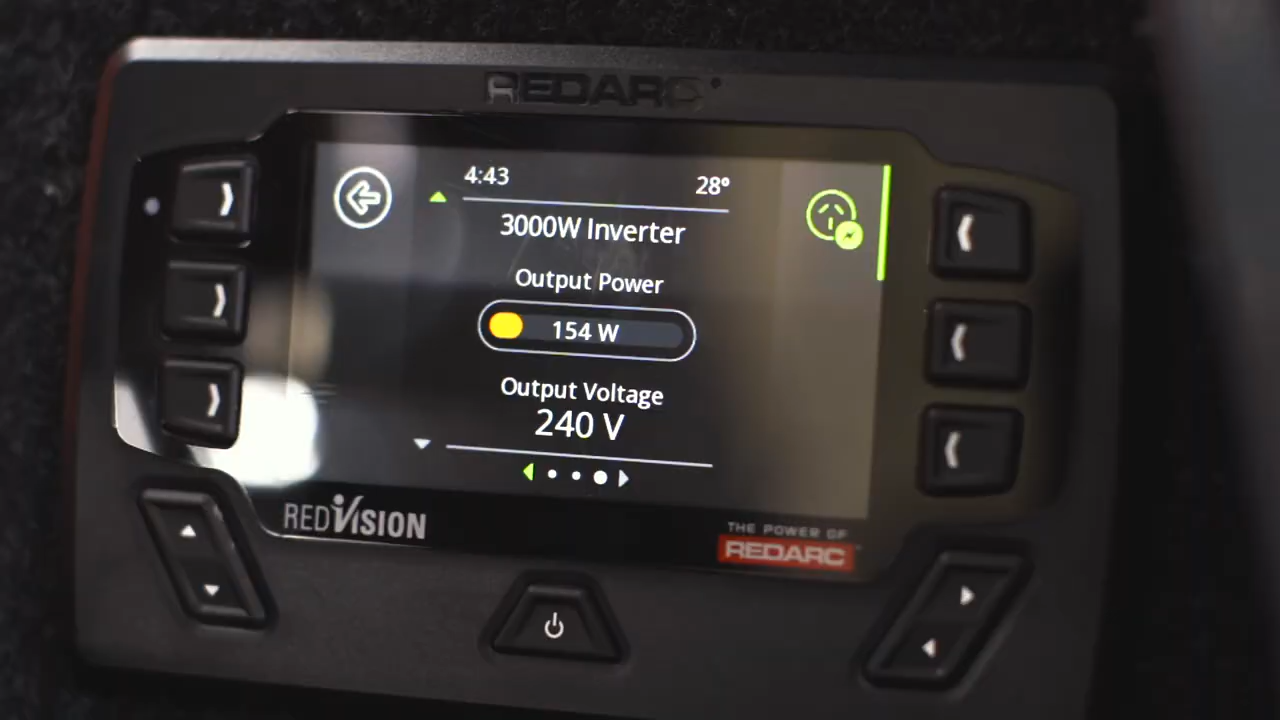 REDARC
4:43 28°
3000W Inverter
Output Power
154 W
Output Voltage
240 V
REDVISION
THE POWER OF
REDARC